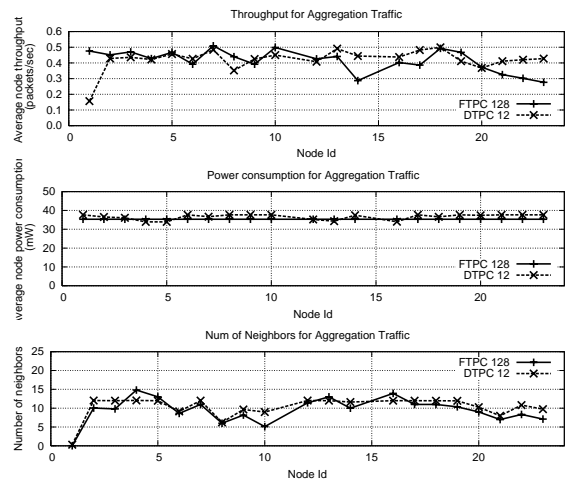 Throughput for Aggregation Traffic
Average node throughput
(packets/sec)
0.6
0.5
0.4
0.3
0.2
0.1
0.0
FTPC 128
DTPC 12
0 5 10 15 20
Node Id
Power consumption for Aggregation Traffic
verage node power consumption
(mW)
50
40
30
20
10
0
FTPC 128
DTPC 12
0 5 10 15 20
Node Id
Num of Neighbors for Aggregation Traffic
Number of neighbors
25
20
15
10
5
0
FTPC 128
DTPC 12
0 5 10 15 20
Node Id